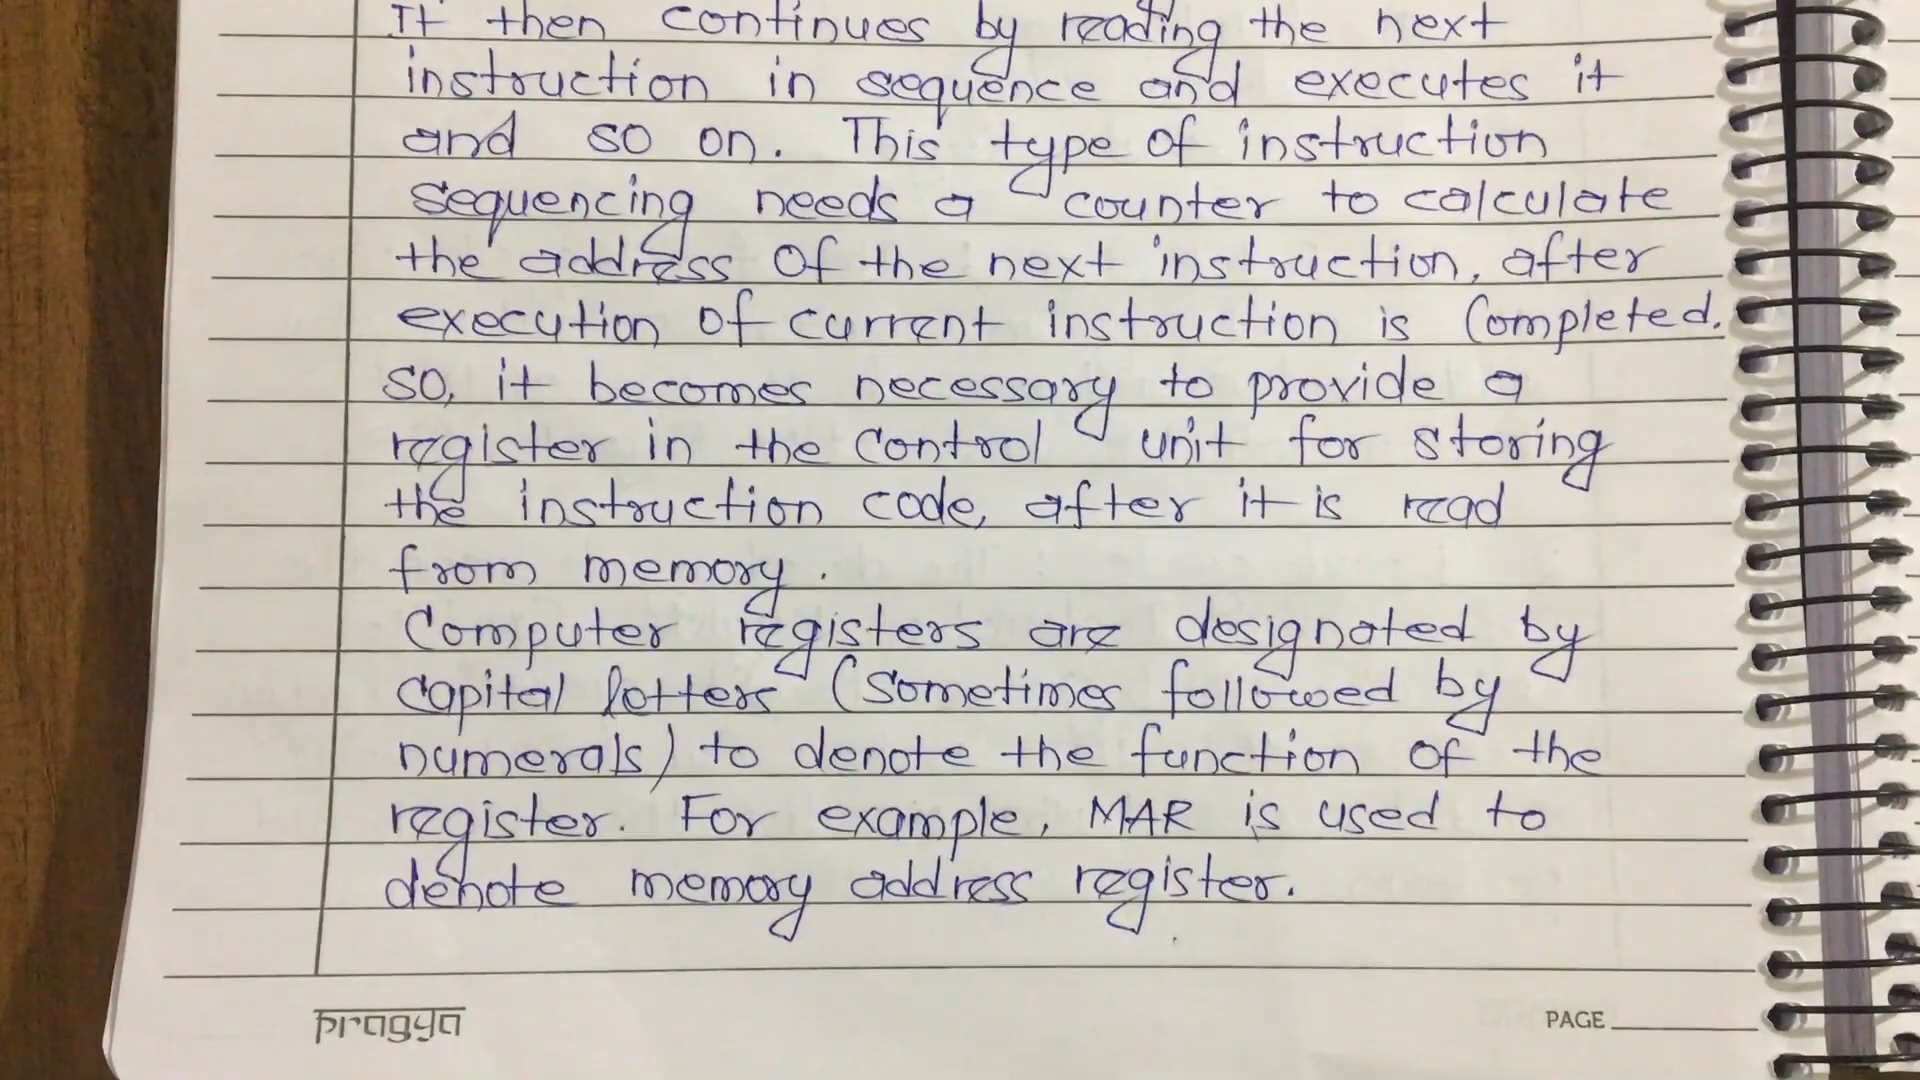 It then continues by reading the next
instruction in sequence and executes it
and so on. This type of instruction
sequencing needs a counter to calculate
the address of the next instruction, after
execution of current instruction is Completed.
so, it becomes necessary to provide a
register in the control unit for storing
the instruction code, after it is read
from memory.
Computer registers are designated by
capital letters (sometimes followed by
numerals) to denote the function of the
register. For example, MAR is used to
denote memory address register.
pragya
PAGE